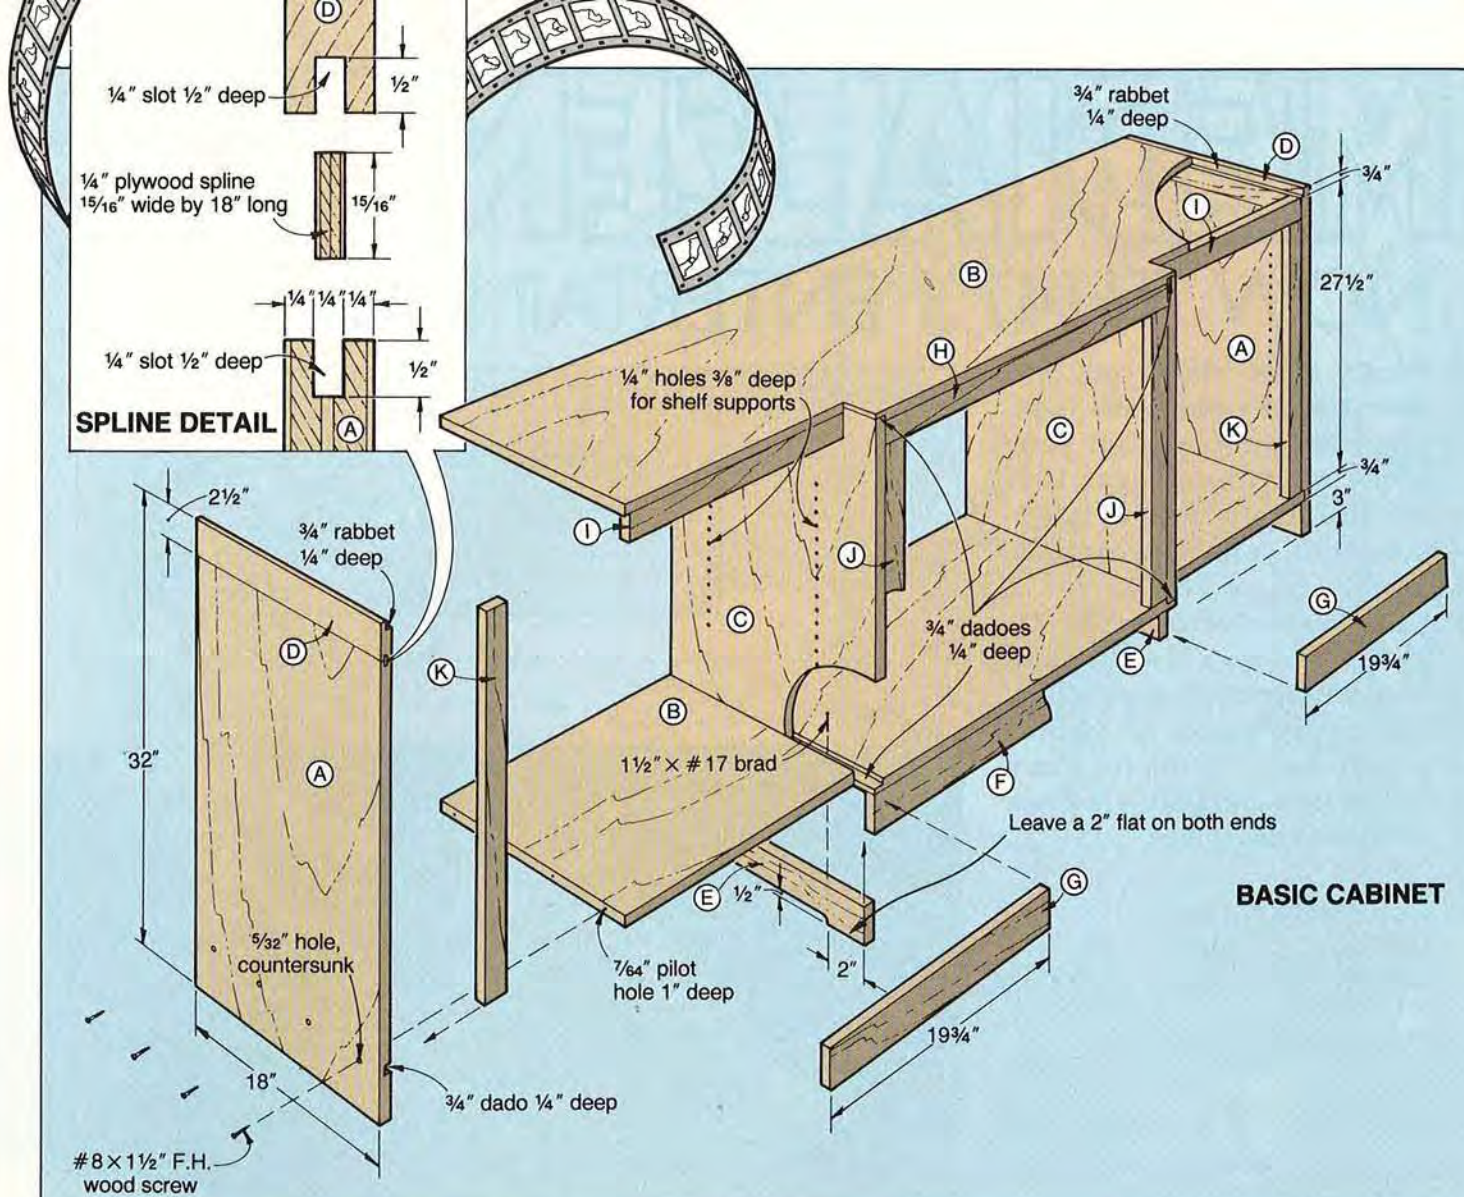 D
¼" slot ½" deep
½"
¼" plywood spline
15/16" wide by 18" long
15/16"
¼" ¼" ¼"
¼" slot ½" deep
½"
SPLINE DETAIL
A
¾" rabbet
¼" deep
D
¾"
I
B
27½"
H
A
¼" holes ⅜" deep
for shelf supports
C
K
¾"
3"
J
I
J
2½"
¾" rabbet
¼" deep
D
C
¾" dadoes
¼" deep
G
19¾"
E
K
B
32"
A
1½" × #17 brad
F
Leave a 2" flat on both ends
E
½"
G
BASIC CABINET
5/32" hole,
countersunk
7/64" pilot
hole 1" deep
2"
19¾"
18"
¾" dado ¼" deep
#8 × 1½" F.H.
wood screw